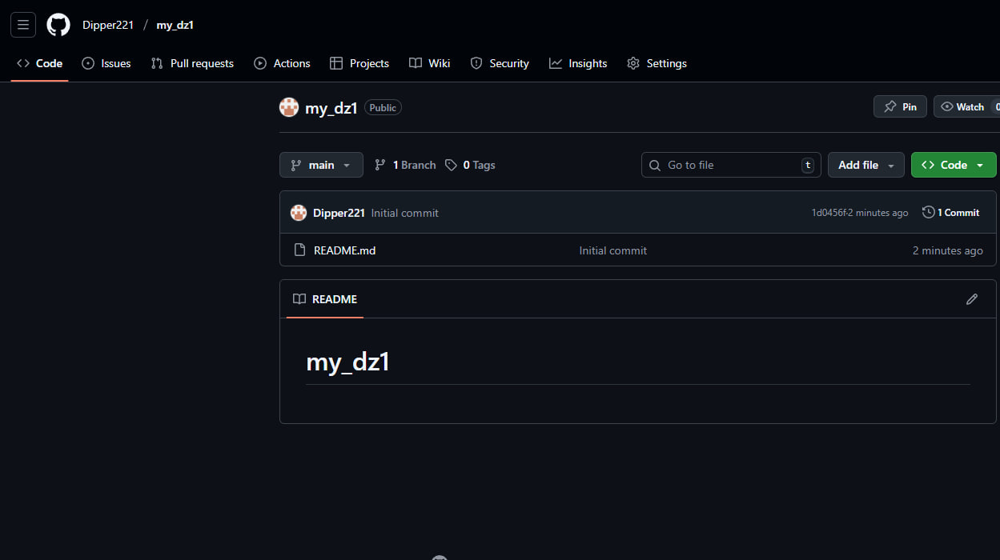 Dipper221 / my_dz1
Code Issues Pull requests Actions Projects Wiki Security Insights Settings
my_dz1 Public Pin Watch 0
main 1 Branch 0 Tags Go to file t Add file Code
Dipper221 Initial commit 1d0456f·2 minutes ago 1 Commit
README.md Initial commit 2 minutes ago
README
my_dz1